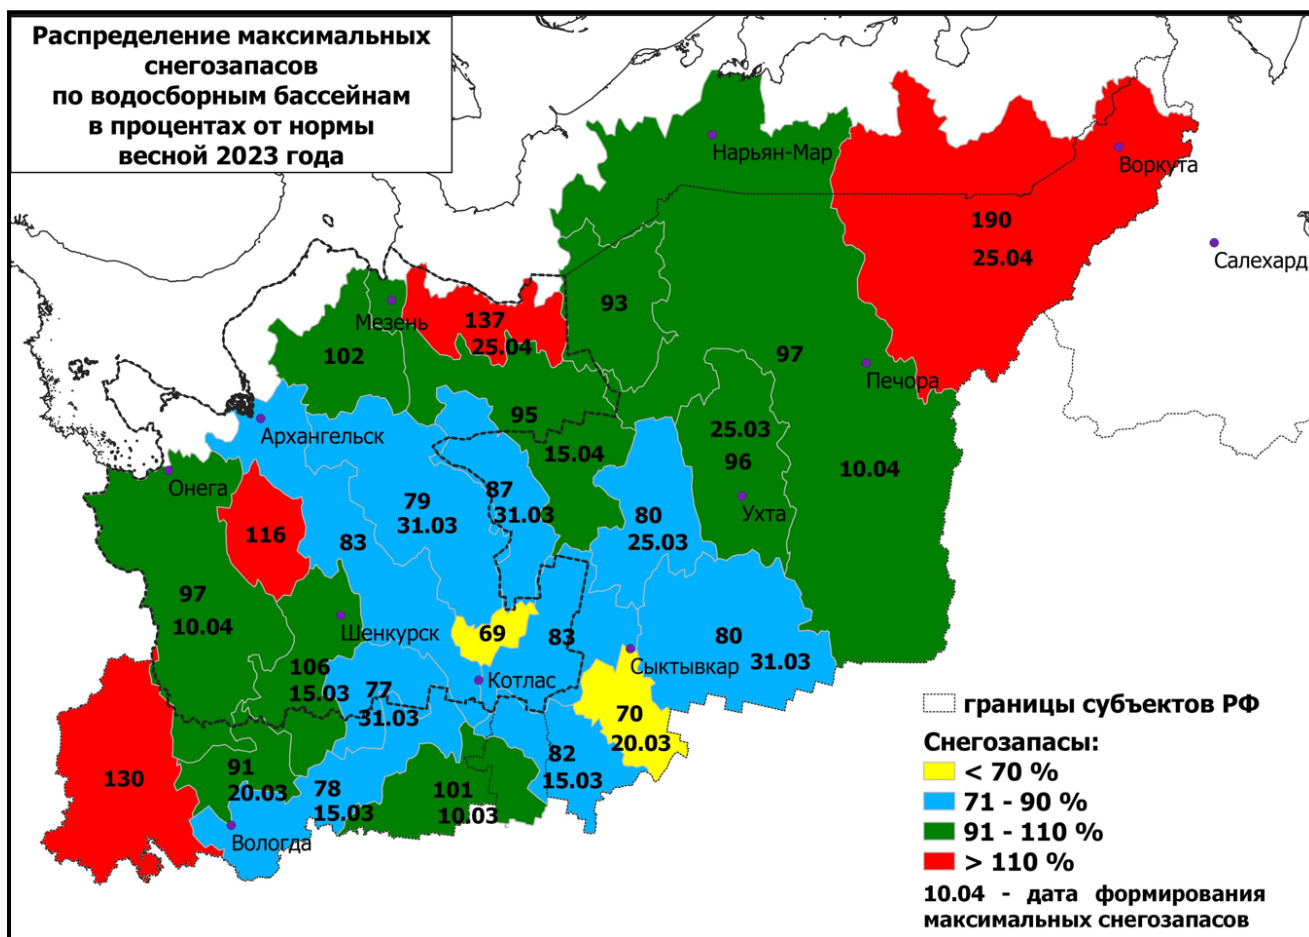 Распределение максимальных
снегозапасов
по водосборным бассейнам
в процентах от нормы
весной 2023 года
Нарьян-Мар
Воркута
190
25.04
Салехард
Мезень
137
25.04
93
102
97
Печора
95
15.04
25.03
96
Ухта
10.04
Архангельск
Онега
116
79
31.03
83
87
31.03
80
25.03
97
10.04
Шенкурск
69
83
Сыктывкар
80
31.03
106
15.03
77
31.03
Котлас
70
20.03
82
15.03
130
91
20.03
78
15.03
101
10.03
Вологда
границы субъектов РФ
Снегозапасы:
< 70 %
71 - 90 %
91 - 110 %
> 110 %
10.04 - дата формирования
максимальных снегозапасов